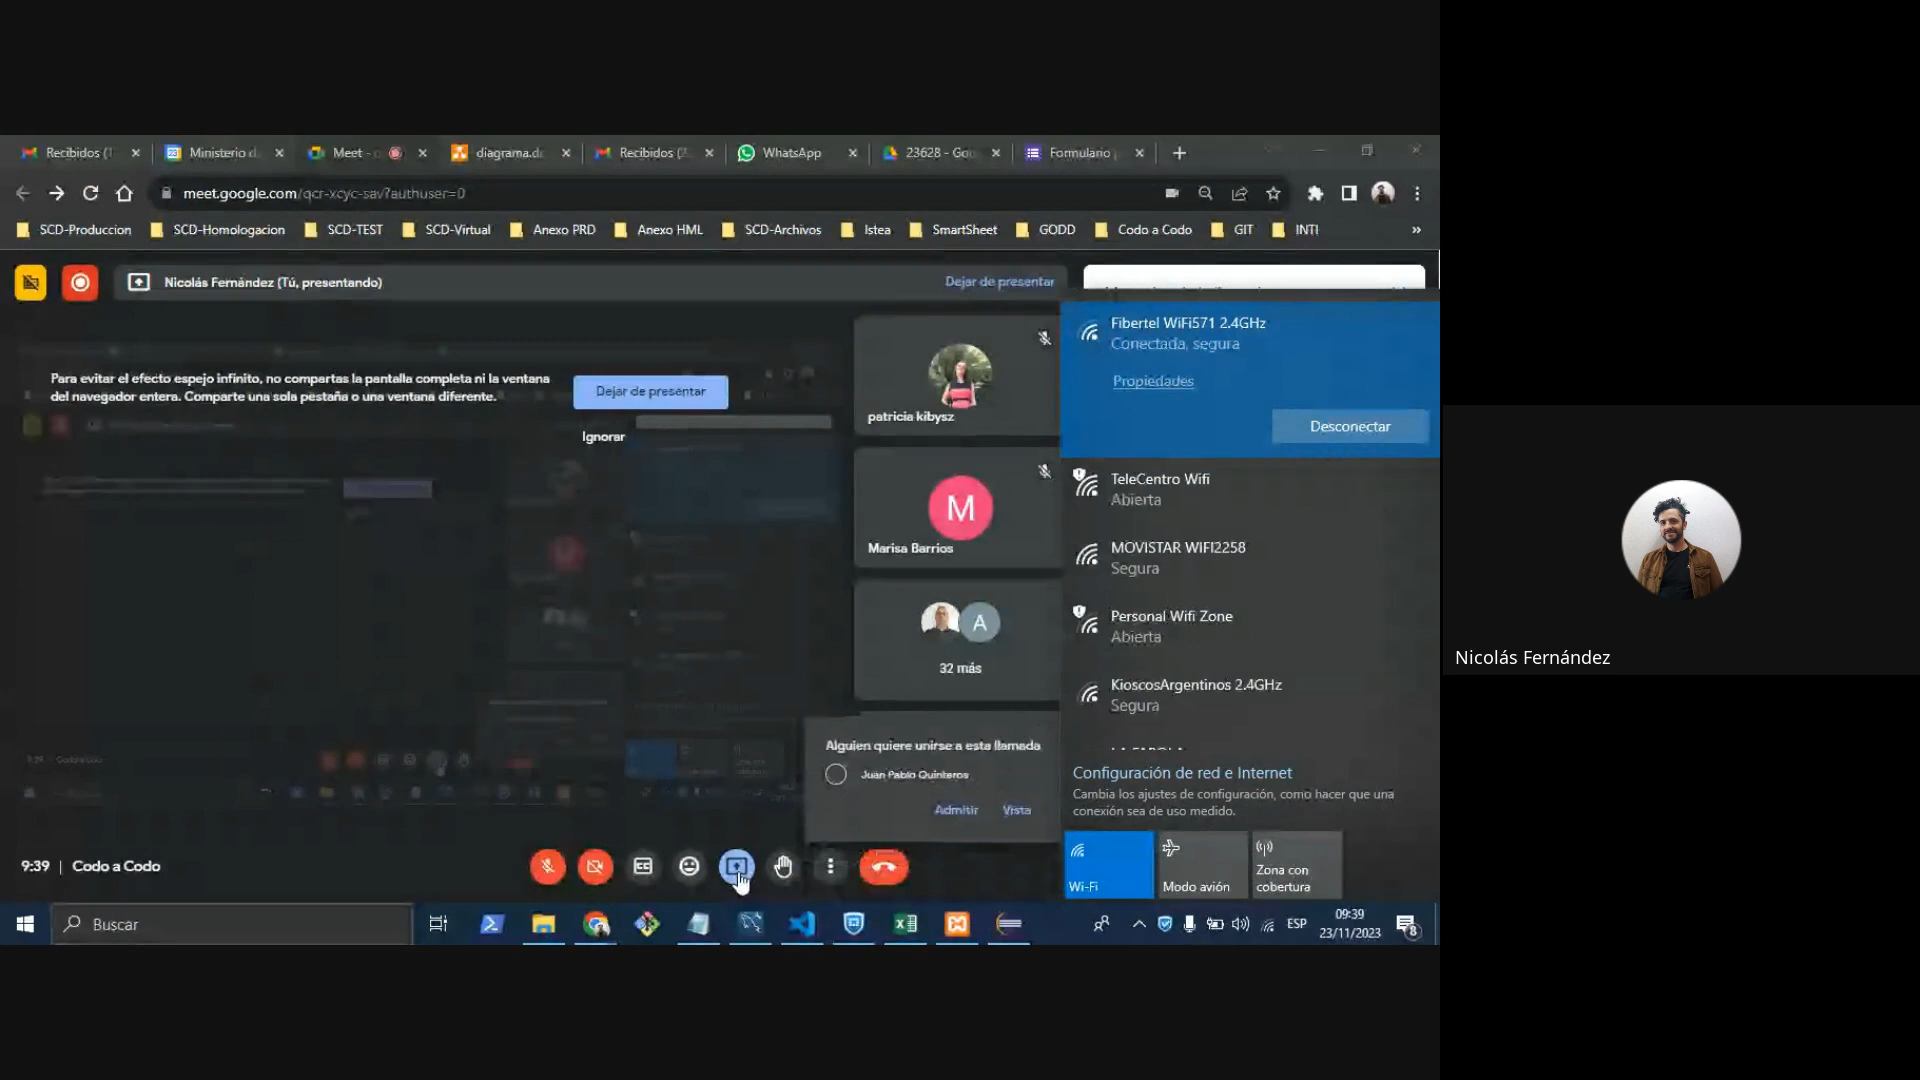 Recibidos (1
Ministerio d
Meet -
diagrama.d
Recibidos (2
WhatsApp
23628 - Go
Formulario
meet.google.com/qcr-xcyc-sav?authuser=0
SCD-Produccion
SCD-Homologacion
SCD-TEST
SCD-Virtual
Anexo PRD
Anexo HML
SCD-Archivos
Istea
SmartSheet
GODD
Codo a Codo
GIT
INTI
»
Nicolás Fernández (Tú, presentando)
Dejar de presentar
Para evitar el efecto espejo infinito, no compartas la pantalla completa ni la ventana
del navegador entera. Comparte una sola pestaña o una ventana diferente.
Dejar de presentar
Ignorar
patricia kibysz
M
Marisa Barrios
A
32 más
Alguien quiere unirse a esta llamada
Juan Pablo Quinteros
Admitir
Vista
Fibertel WiFi571 2.4GHz
Conectada, segura
Propiedades
Desconectar
TeleCentro Wifi
Abierta
MOVISTAR WIFI2258
Segura
Personal Wifi Zone
Abierta
KioscosArgentinos 2.4GHz
Segura
Configuración de red e Internet
Cambia los ajustes de configuración, como hacer que una
conexión sea de uso medido.
Wi-Fi
Modo avión
Zona con
cobertura
9:39 | Codo a Codo
Buscar
ESP
09:39
23/11/2023
8
Nicolás Fernández